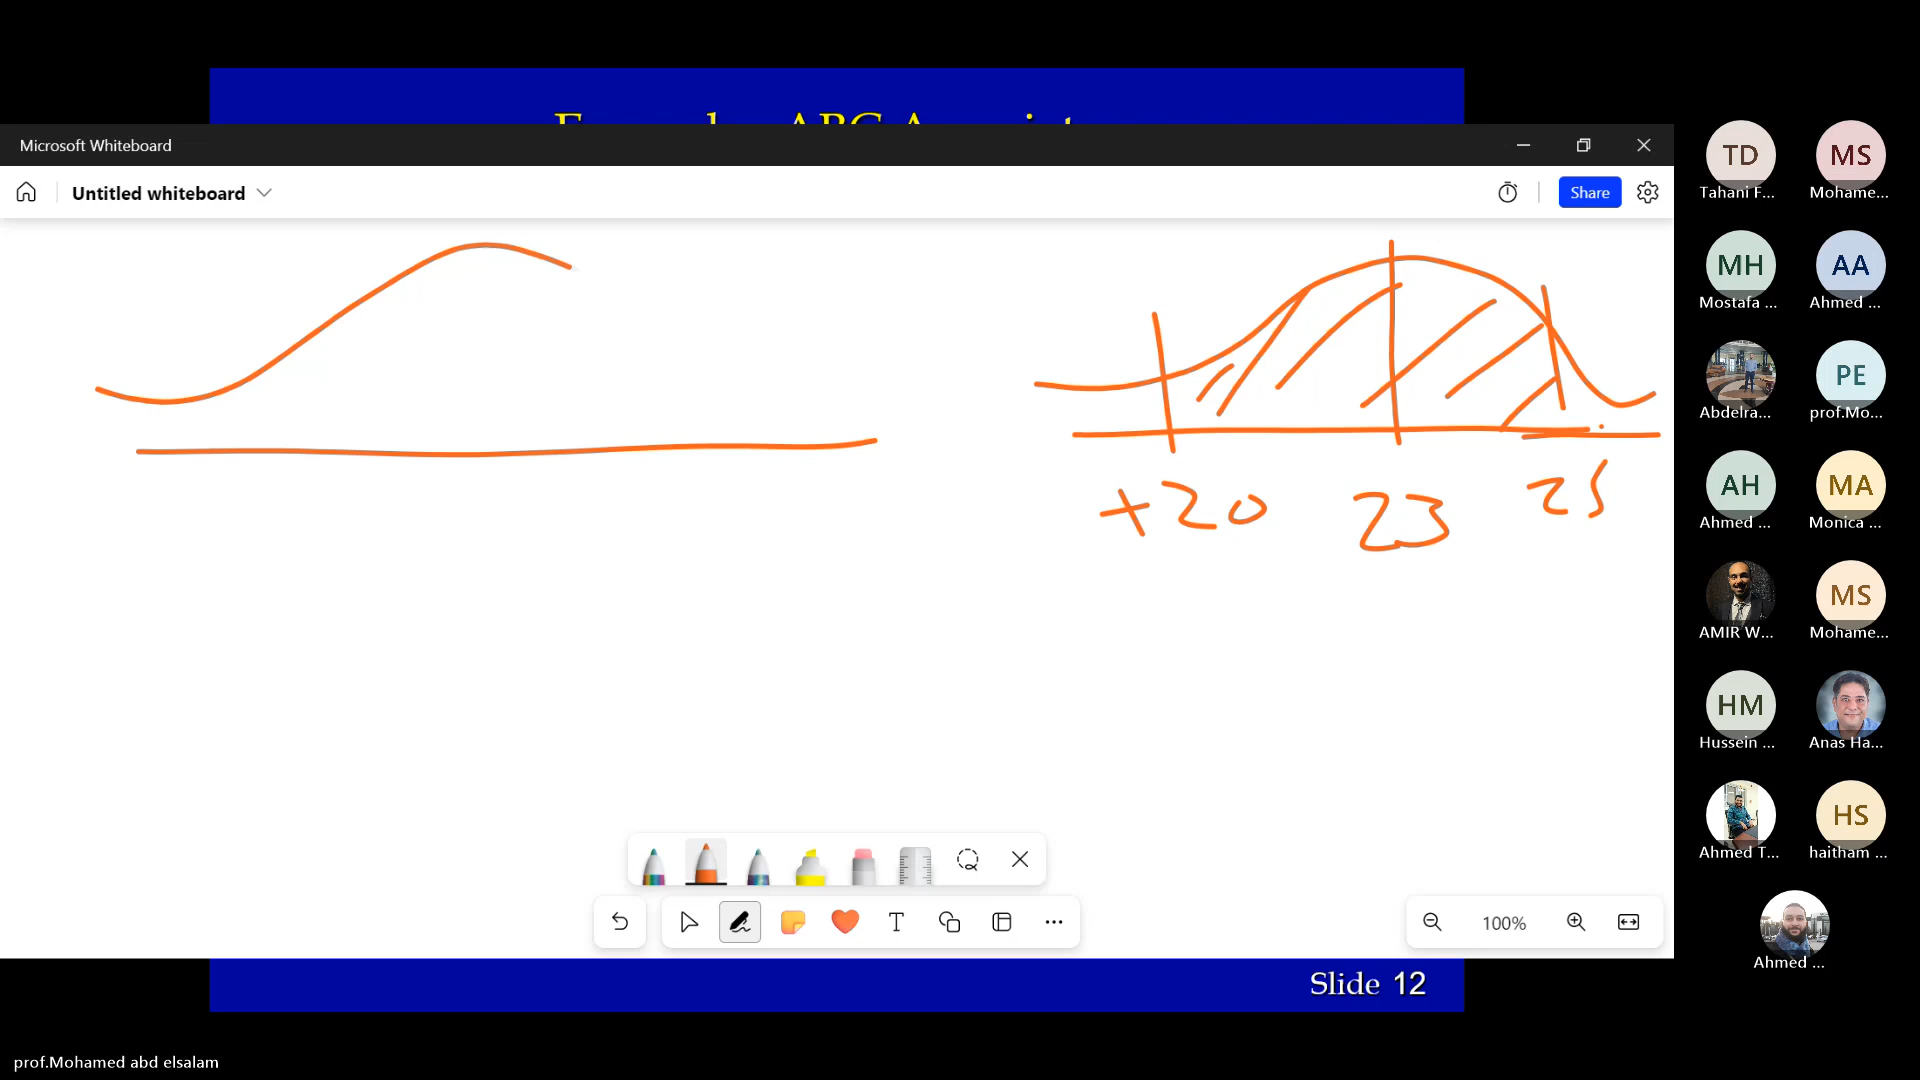 Microsoft Whiteboard
Untitled whiteboard
Share
+20 23 25
100%
Slide 12
prof.Mohamed abd elsalam
TD
Tahani F...
MS
Mohame...
MH
Mostafa ...
AA
Ahmed ...
Abdelra...
PE
prof.Mo...
AH
Ahmed ...
MA
Monica ...
AMIR W...
MS
Mohame...
HM
Hussein ...
Anas Ha...
Ahmed T...
HS
haitham ...
Ahmed ...